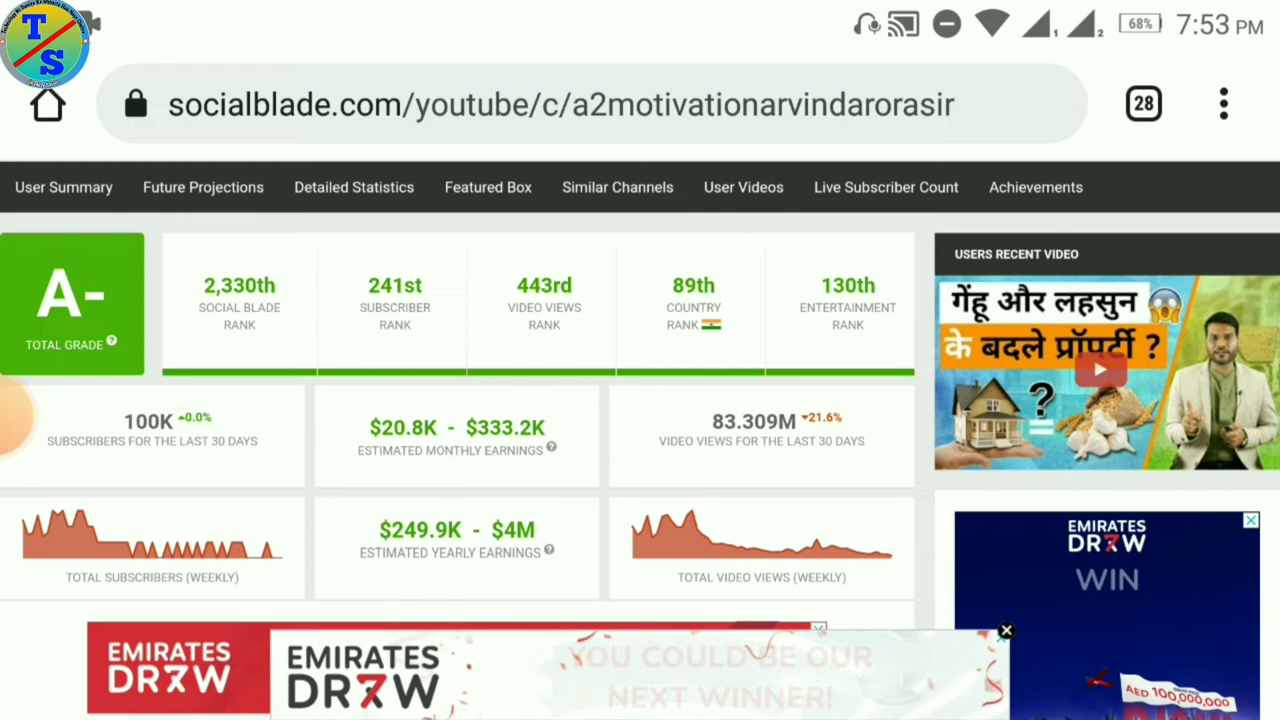 T
S
1
2
68%
7:53 PM
socialblade.com/youtube/c/a2motivationarvindarorasir
28
User Summary
Future Projections
Detailed Statistics
Featured Box
Similar Channels
User Videos
Live Subscriber Count
Achievements
A-
TOTAL GRADE
2,330th
SOCIAL BLADE
RANK
241st
SUBSCRIBER
RANK
443rd
VIDEO VIEWS
RANK
89th
COUNTRY
RANK
130th
ENTERTAINMENT
RANK
USERS RECENT VIDEO
गेंहू और लहसुन
के बदले प्रॉपर्टी ?
?
=
100K 0.0%
SUBSCRIBERS FOR THE LAST 30 DAYS
$20.8K - $333.2K
ESTIMATED MONTHLY EARNINGS
83.309M 21.6%
VIDEO VIEWS FOR THE LAST 30 DAYS
TOTAL SUBSCRIBERS (WEEKLY)
$249.9K - $4M
ESTIMATED YEARLY EARNINGS
TOTAL VIDEO VIEWS (WEEKLY)
EMIRATES
DR7W
WIN
AED 100,000,000
EMIRATES
DR7W
EMIRATES
DR7W
YOU COULD BE OUR
NEXT WINNER!